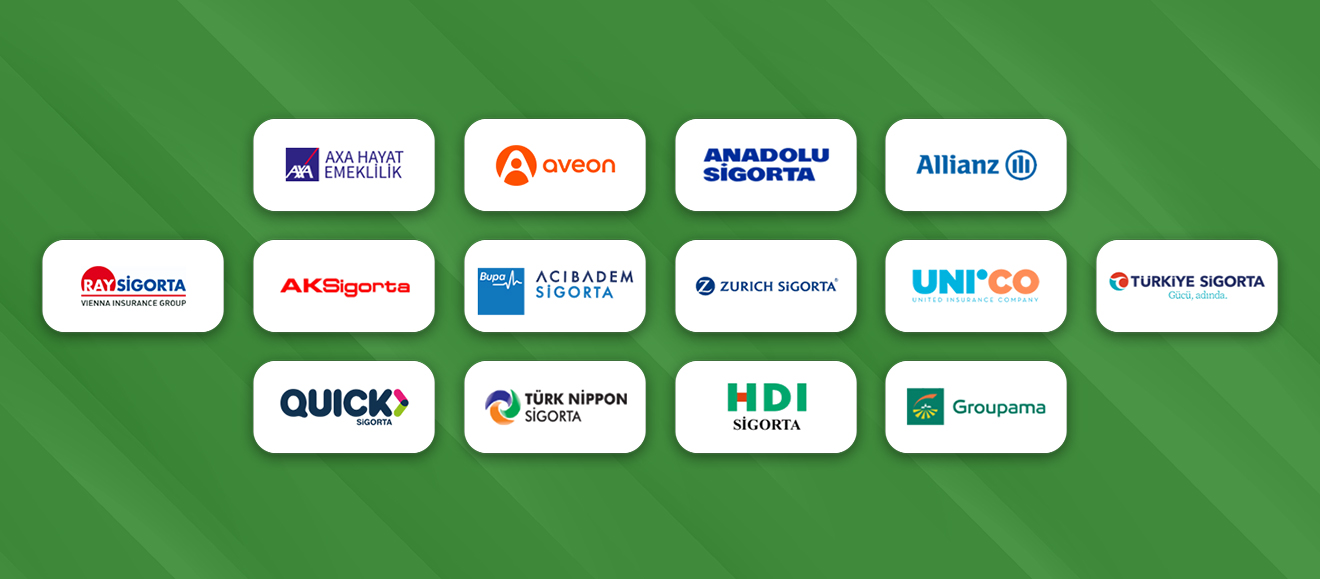 AXA
AXA HAYAT
EMEKLİLİK
aveon
ANADOLU
SİGORTA
Allianz
RAY SİGORTA
VIENNA INSURANCE GROUP
AKSigorta
Bupa
ACIBADEM
SİGORTA
ZURICH SİGORTA®
UNICO
UNITED INSURANCE COMPANY
TÜRKİYE SİGORTA
Gücü, adında.
QUICK
SİGORTA
TÜRK NİPPON
SİGORTA
HDI
SİGORTA
Groupama